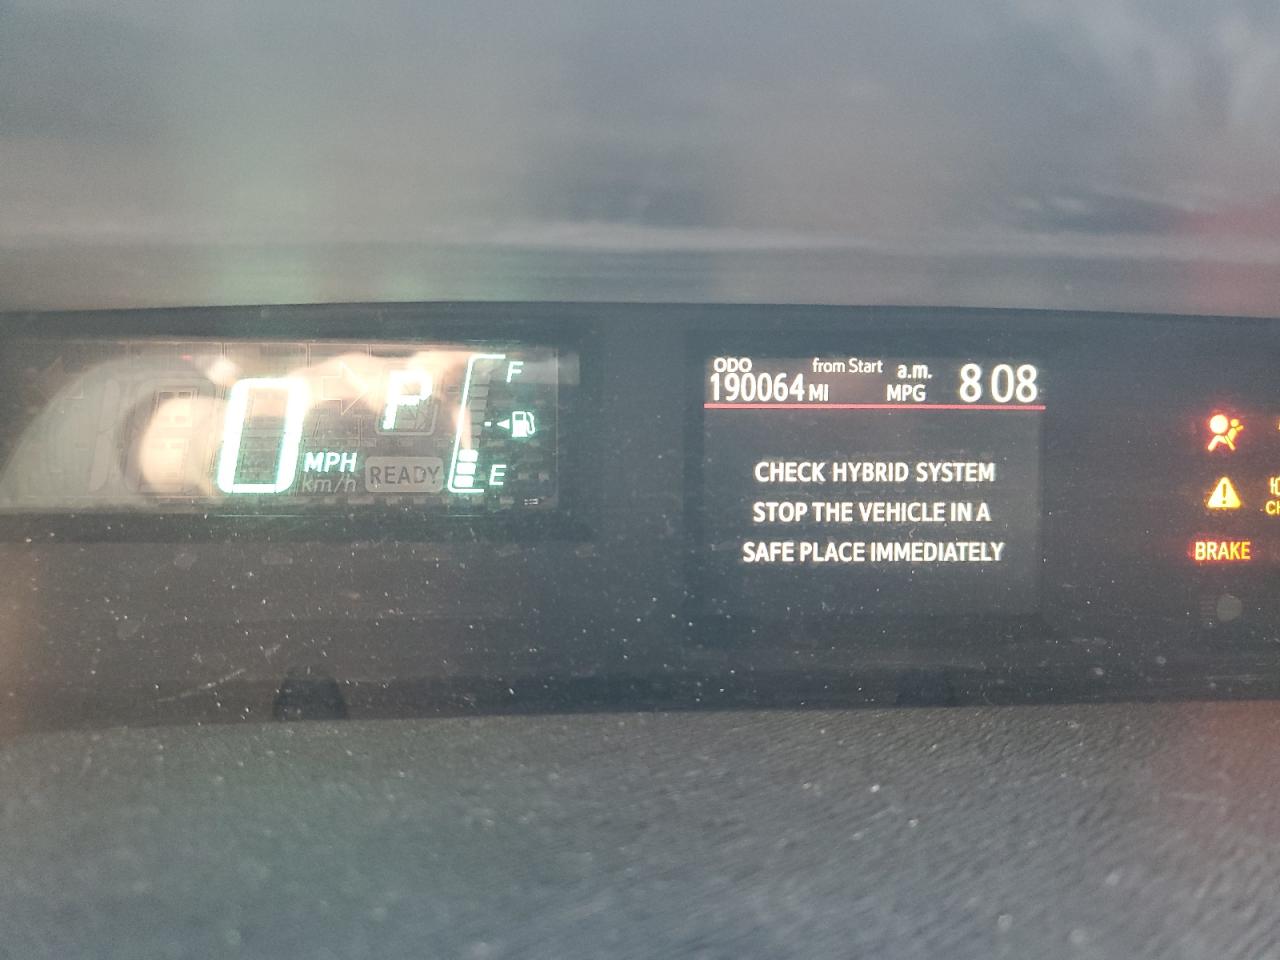 0
MPH
km/h
P
READY
F
E
ODO
190064 MI
from Start
a.m.
MPG
8 08
CHECK HYBRID SYSTEM
STOP THE VEHICLE IN A
SAFE PLACE IMMEDIATELY
BRAKE